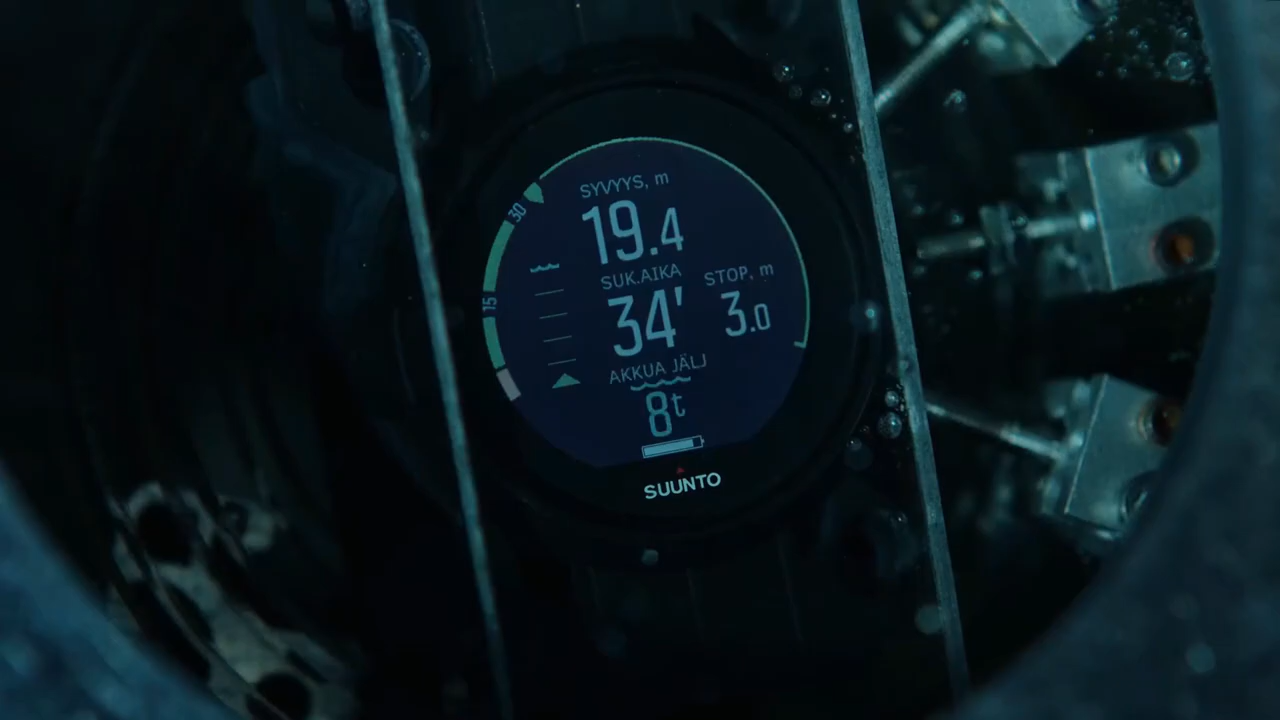 SYVYYS, m
30
19.4
SUK.AIKA
STOP, m
15
34'
3.0
AKKUA JÄLJ
8t
SUUNTO